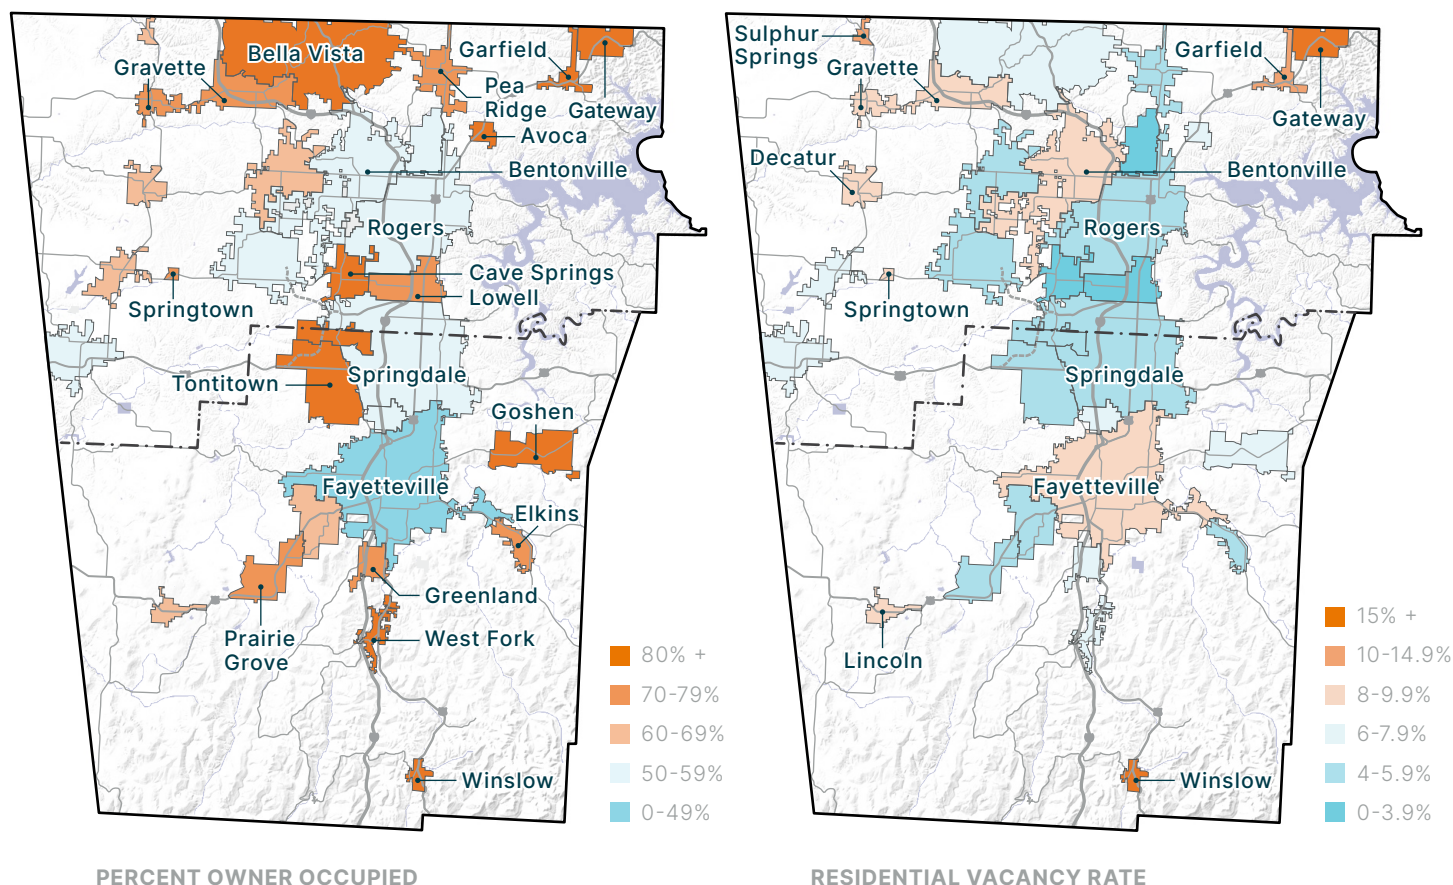 Bella Vista
Garfield
Gravette
Pea
Ridge
Gateway
Avoca
Bentonville
Rogers
Cave Springs
Lowell
Springtown
Tontitown
Springdale
Goshen
Fayetteville
Elkins
Greenland
Prairie
Grove
West Fork
Winslow
80% +
70-79%
60-69%
50-59%
0-49%
PERCENT OWNER OCCUPIED
Sulphur
Springs
Garfield
Gravette
Gateway
Decatur
Bentonville
Rogers
Springtown
Springdale
Fayetteville
Lincoln
Winslow
15% +
10-14.9%
8-9.9%
6-7.9%
4-5.9%
0-3.9%
RESIDENTIAL VACANCY RATE